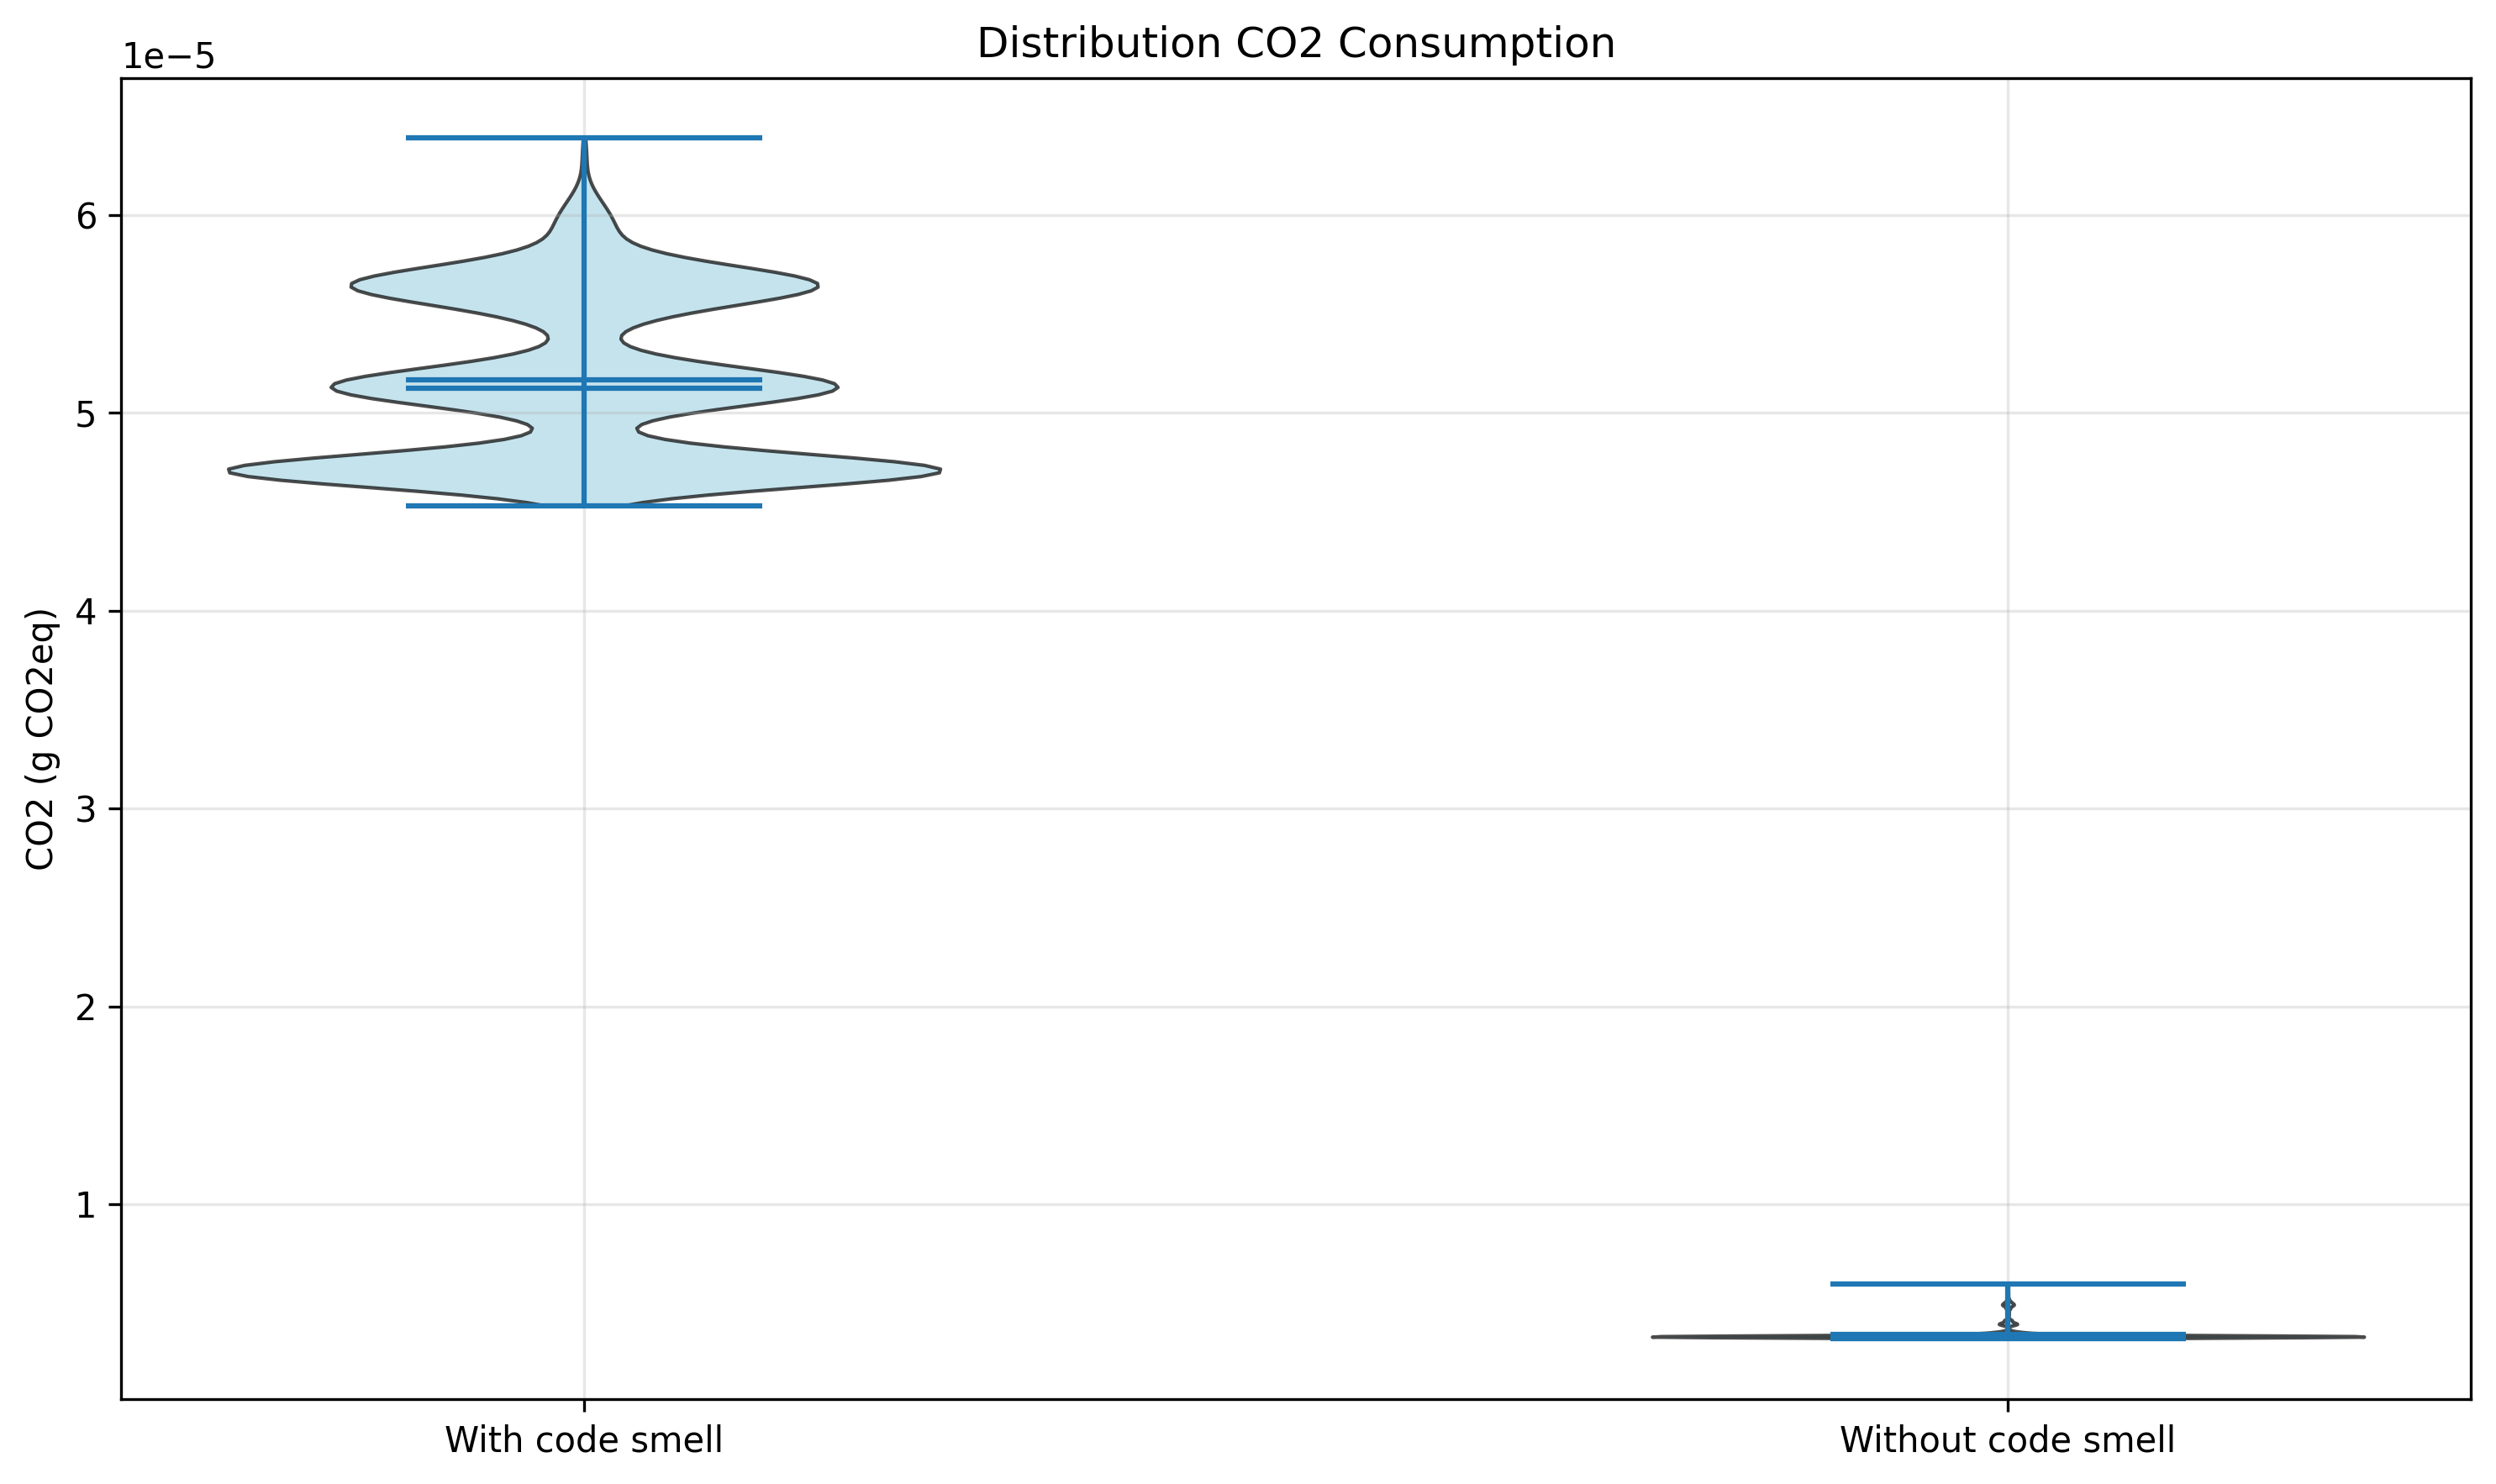 Distribution CO2 Consumption
1e−5
6
5
4
3
2
1
CO2 (g CO2eq)
With code smell
Without code smell